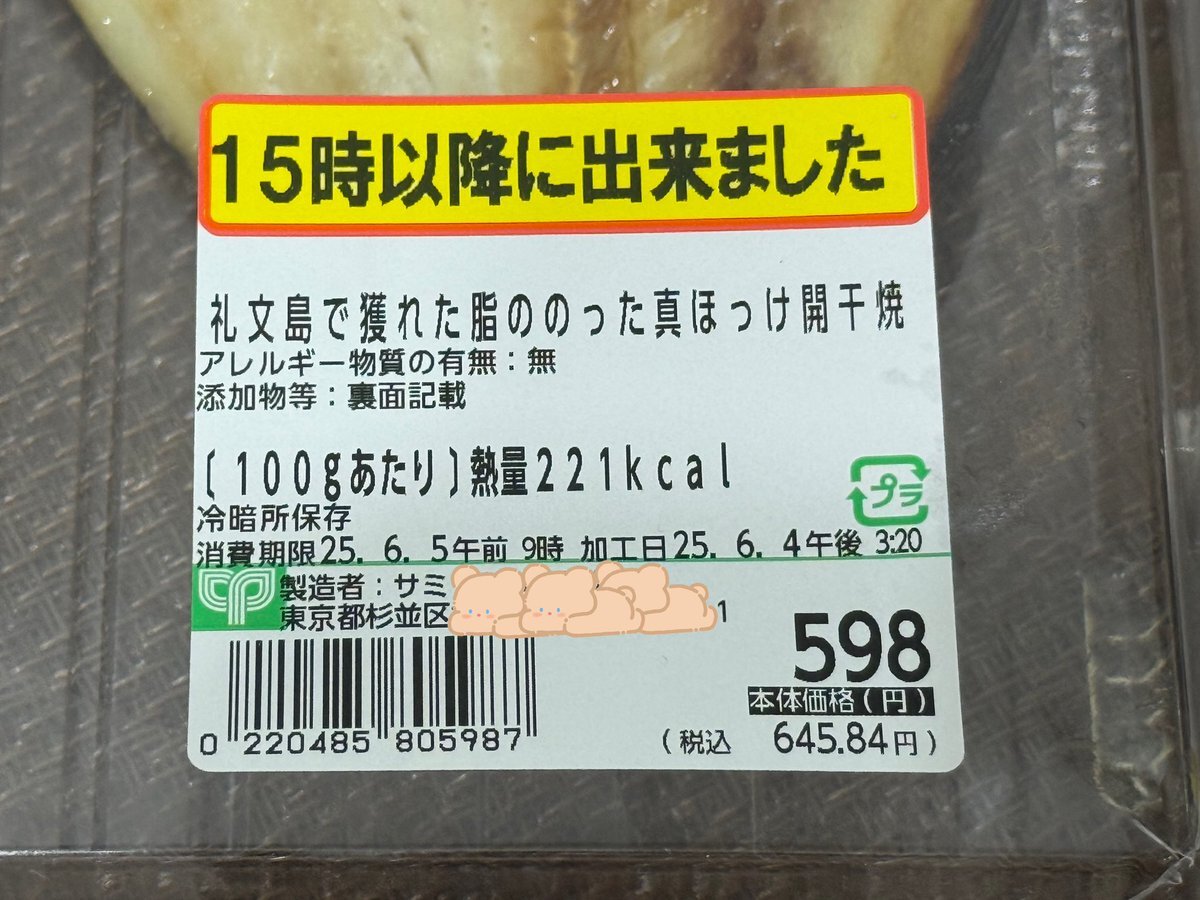 15時以降に出来ました
礼文島で獲れた脂ののった真ほっけ開干焼
アレルギー物質の有無：無
添加物等：裏面記載
〔100gあたり〕熱量221kcal
プラ
冷暗所保存
消費期限25. 6. 5午前 9時 加工日25. 6. 4午後 3:20
製造者：サミ
東京都杉並区 1
598
本体価格(円)
(税込 645.84円)
0 220485 805987